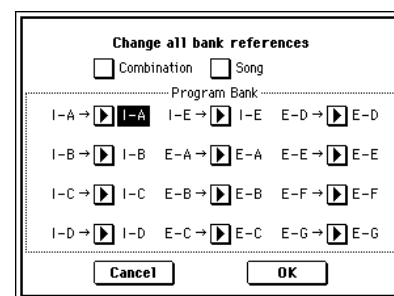 Change all bank references
Combination Song
Program Bank
I-A → I-A I-E → I-E E-D → E-D
I-B → I-B E-A → E-A E-E → E-E
I-C → I-C E-B → E-B E-F → E-F
I-D → I-D E-C → E-C E-G → E-G
Cancel OK